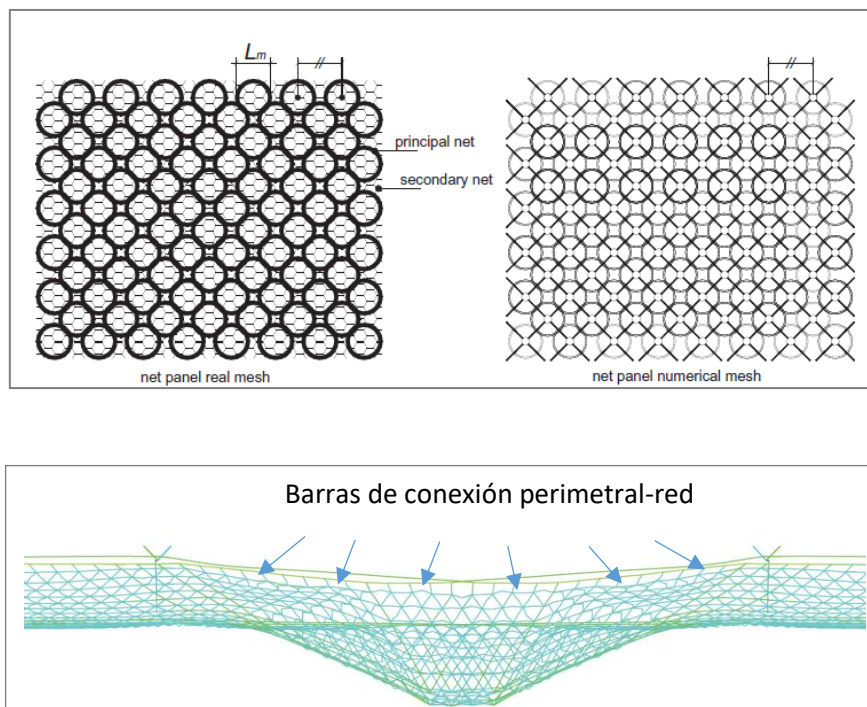 Lm
//
//
principal net
secondary net
net panel real mesh
net panel numerical mesh
Barras de conexión perimetral-red